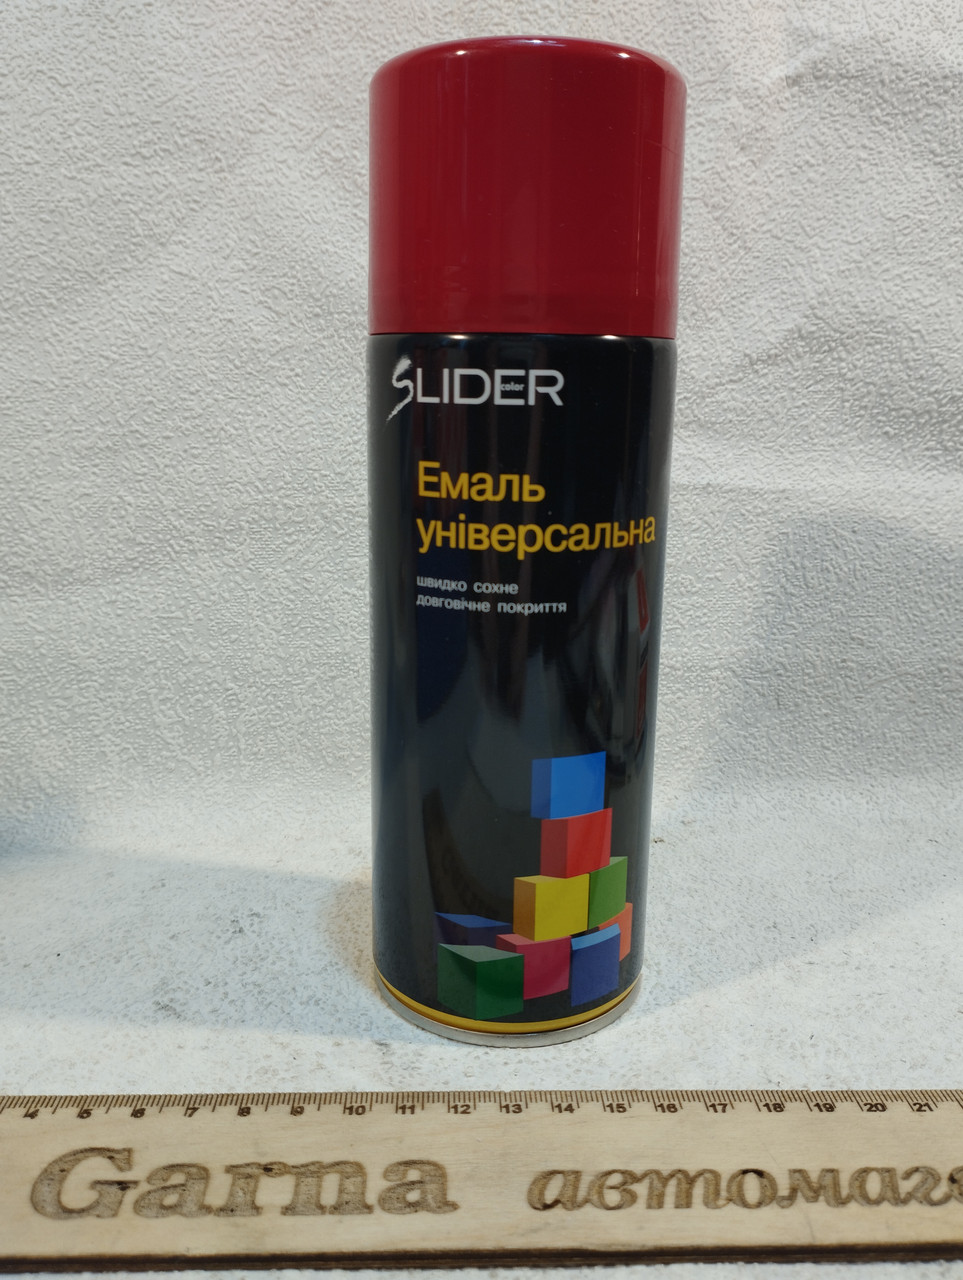 SLIDER
color
Емаль
універсальна
швидко сохне
довговічне покриття
4 5 6 7 8 9 10 11 12 13 14 15 16 17 18 19 20 21
Garna автомаг